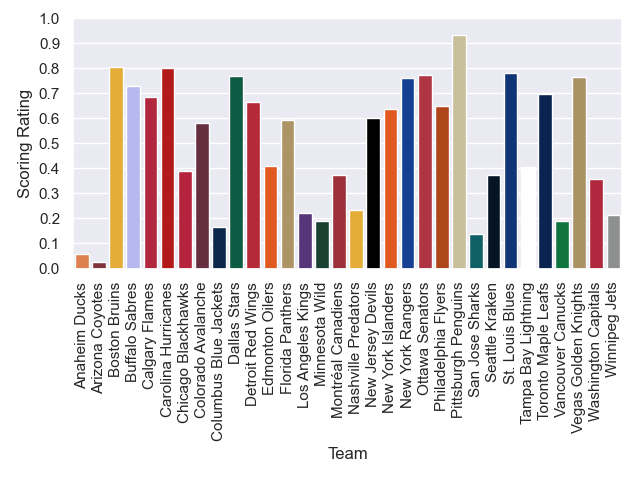 1.0
0.9
0.8
0.7
0.6
0.5
0.4
0.3
0.2
0.1
0.0
Scoring Rating
Anaheim Ducks
Arizona Coyotes
Boston Bruins
Buffalo Sabres
Calgary Flames
Carolina Hurricanes
Chicago Blackhawks
Colorado Avalanche
Columbus Blue Jackets
Dallas Stars
Detroit Red Wings
Edmonton Oilers
Florida Panthers
Los Angeles Kings
Minnesota Wild
Montréal Canadiens
Nashville Predators
New Jersey Devils
New York Islanders
New York Rangers
Ottawa Senators
Philadelphia Flyers
Pittsburgh Penguins
San Jose Sharks
Seattle Kraken
St. Louis Blues
Tampa Bay Lightning
Toronto Maple Leafs
Vancouver Canucks
Vegas Golden Knights
Washington Capitals
Winnipeg Jets
Team